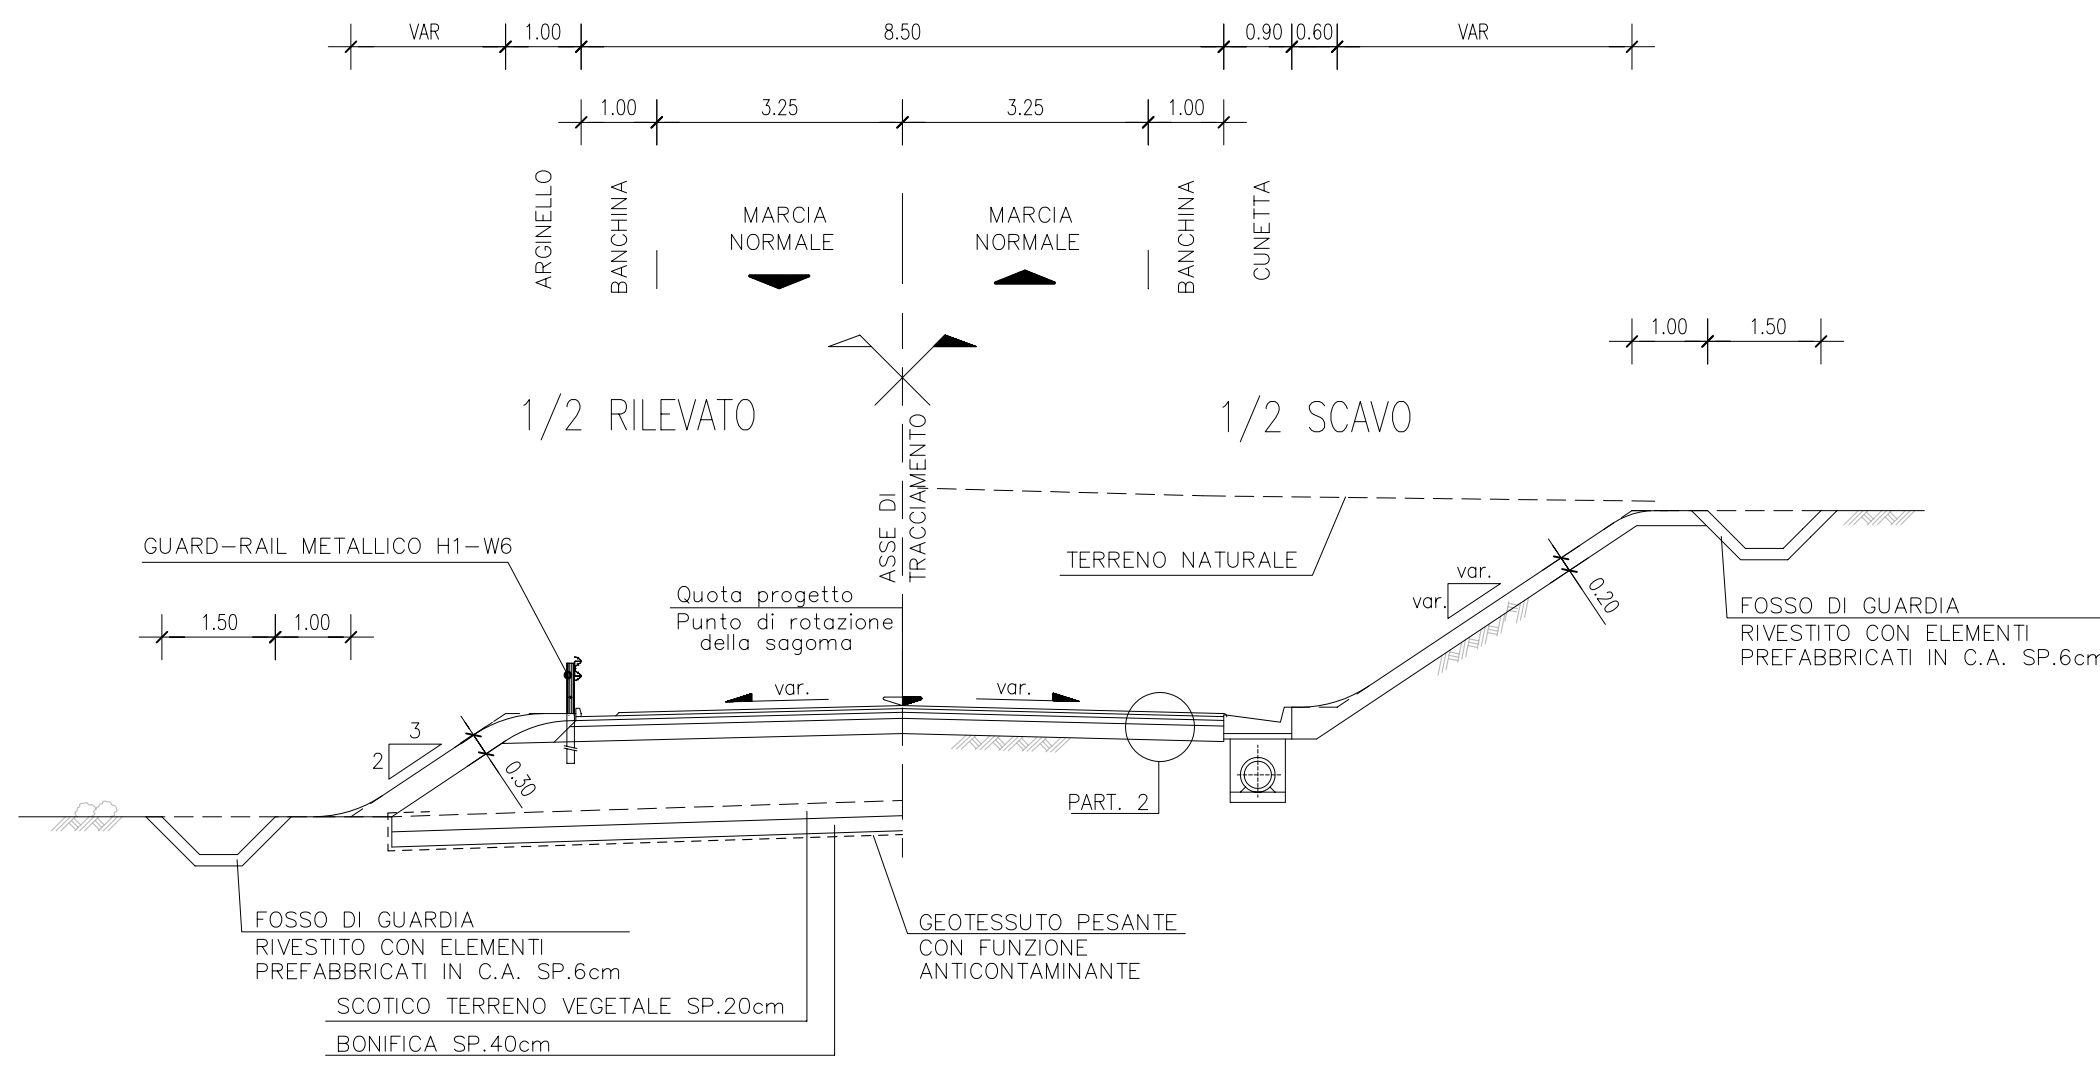 VAR
1.00
8.50
0.90
0.60
VAR
1.00
3.25
3.25
1.00
ARGINELLO
BANCHINA
MARCIA
NORMALE
MARCIA
NORMALE
BANCHINA
CUNETTA
1.00
1.50
1/2 RILEVATO
1/2 SCAVO
ASSE DI
TRACCIAMENTO
GUARD-RAIL METALLICO H1-W6
TERRENO NATURALE
var.
var.
0.20
Quota progetto
Punto di rotazione
della sagoma
FOSSO DI GUARDIA
RIVESTITO CON ELEMENTI
PREFABBRICATI IN C.A. SP.6cm
1.50
1.00
var.
var.
3
2
0.30
PART. 2
FOSSO DI GUARDIA
RIVESTITO CON ELEMENTI
PREFABBRICATI IN C.A. SP.6cm
GEOTESSUTO PESANTE
CON FUNZIONE
ANTICONTAMINANTE
SCOTICO TERRENO VEGETALE SP.20cm
BONIFICA SP.40cm